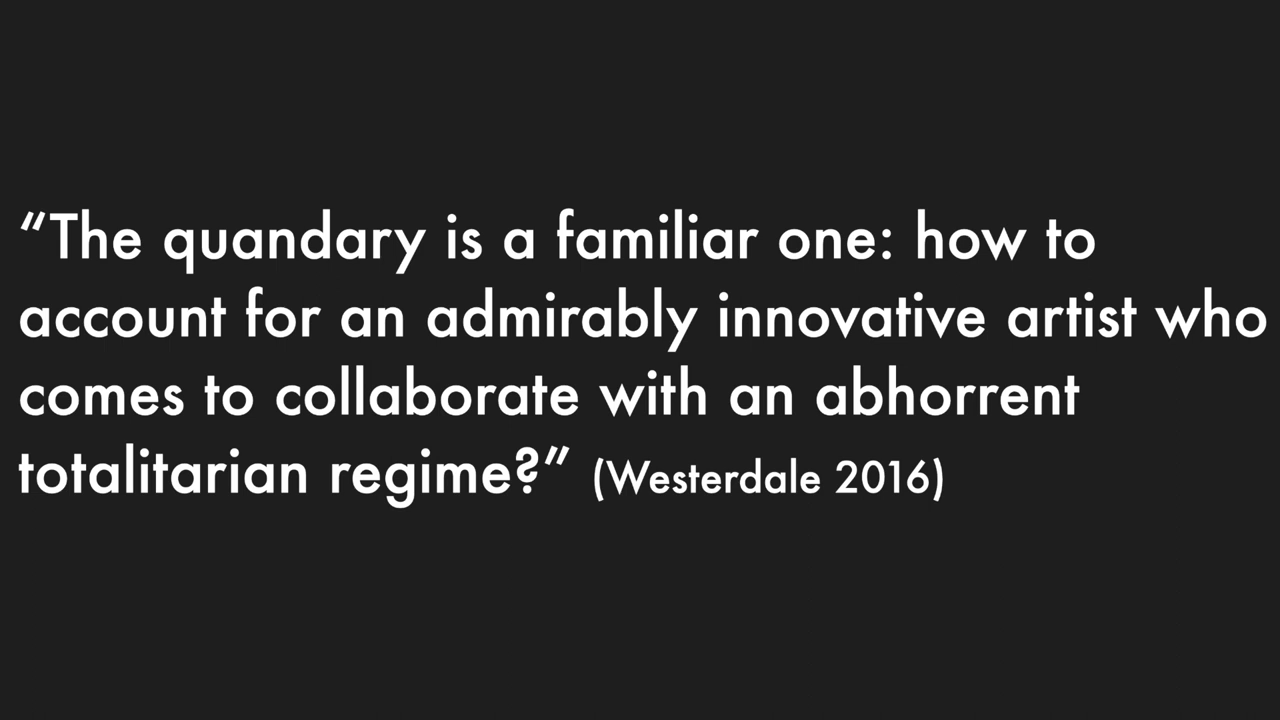 “The quandary is a familiar one: how to
account for an admirably innovative artist who
comes to collaborate with an abhorrent
totalitarian regime?” (Westerdale 2016)